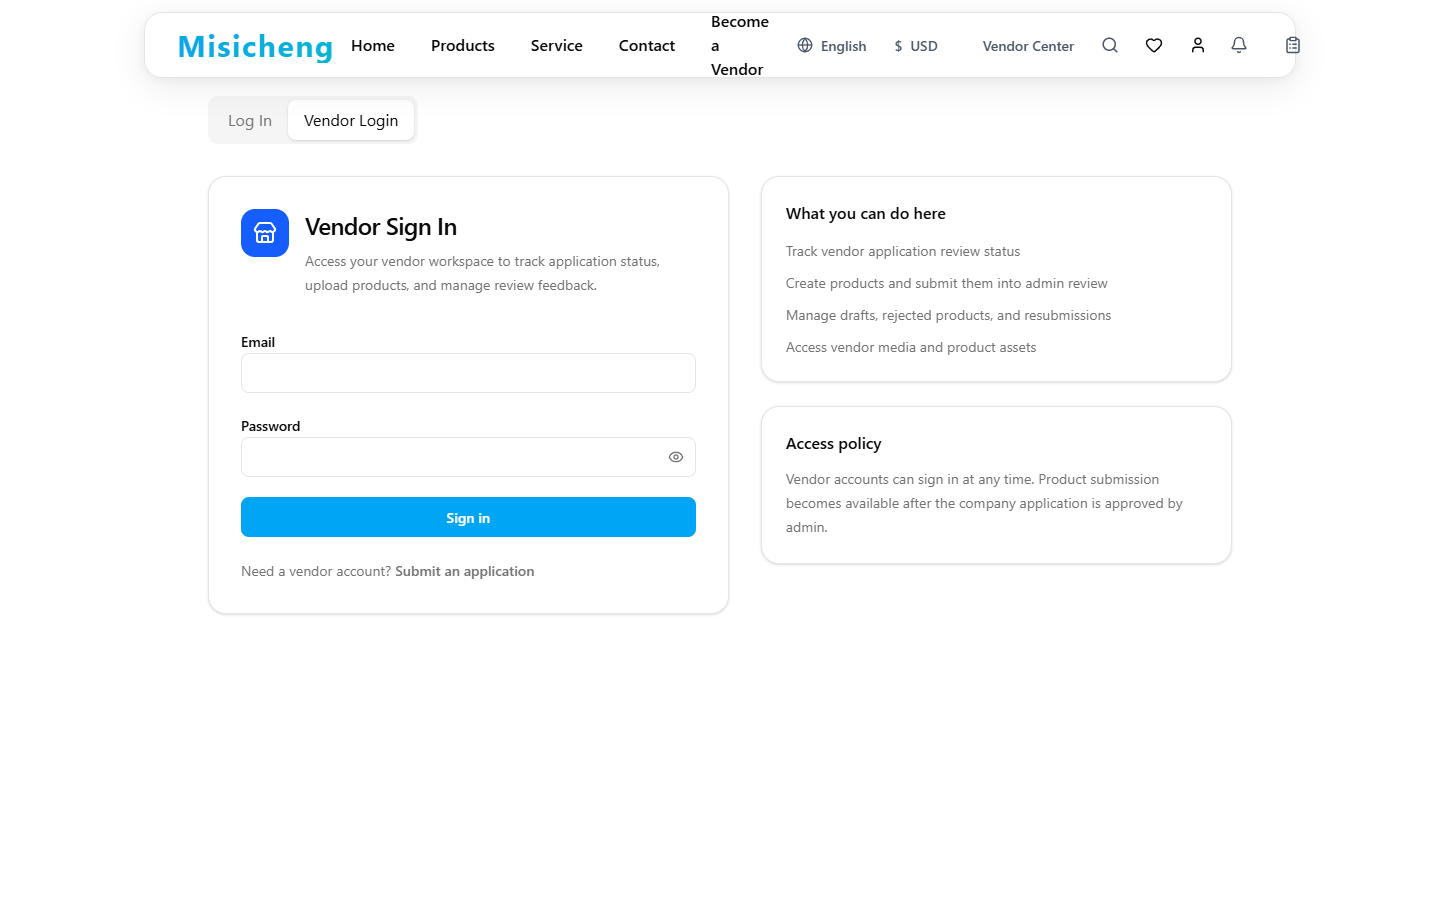 Misicheng
Home
Products
Service
Contact
Become
a
Vendor
English
$ USD
Vendor Center
Log In
Vendor Login
Vendor Sign In
Access your vendor workspace to track application status,
upload products, and manage review feedback.
Email
Password
Sign in
Need a vendor account? Submit an application
What you can do here
Track vendor application review status
Create products and submit them into admin review
Manage drafts, rejected products, and resubmissions
Access vendor media and product assets
Access policy
Vendor accounts can sign in at any time. Product submission
becomes available after the company application is approved by
admin.